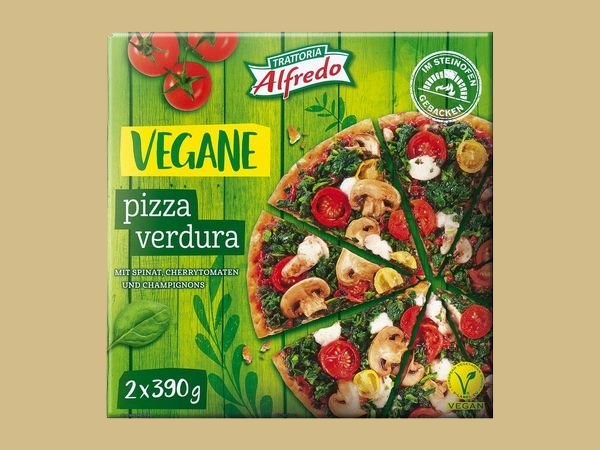 TRATTORIA
Alfredo
IM STEINOFEN
GEBACKEN
VEGANE
pizza
verdura
MIT SPINAT, CHERRYTOMATEN
UND CHAMPIGNONS
2x390g
VEGAN